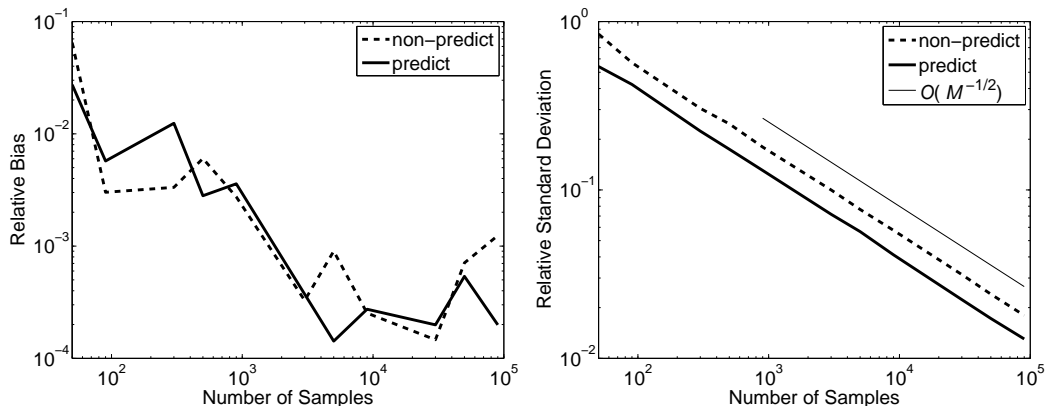 10^-1
10^-2
10^-3
10^-4
10^2
10^3
10^4
10^5
Relative Bias
Number of Samples
non−predict
predict
10^0
10^-1
10^-2
10^2
10^3
10^4
10^5
Relative Standard Deviation
Number of Samples
non−predict
predict
O( M^−1/2)